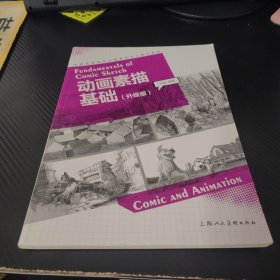 Fundamentals of
Comic Sketch
动画素描
基础（升级版）
Comic and Animation
上海人民美术出版社